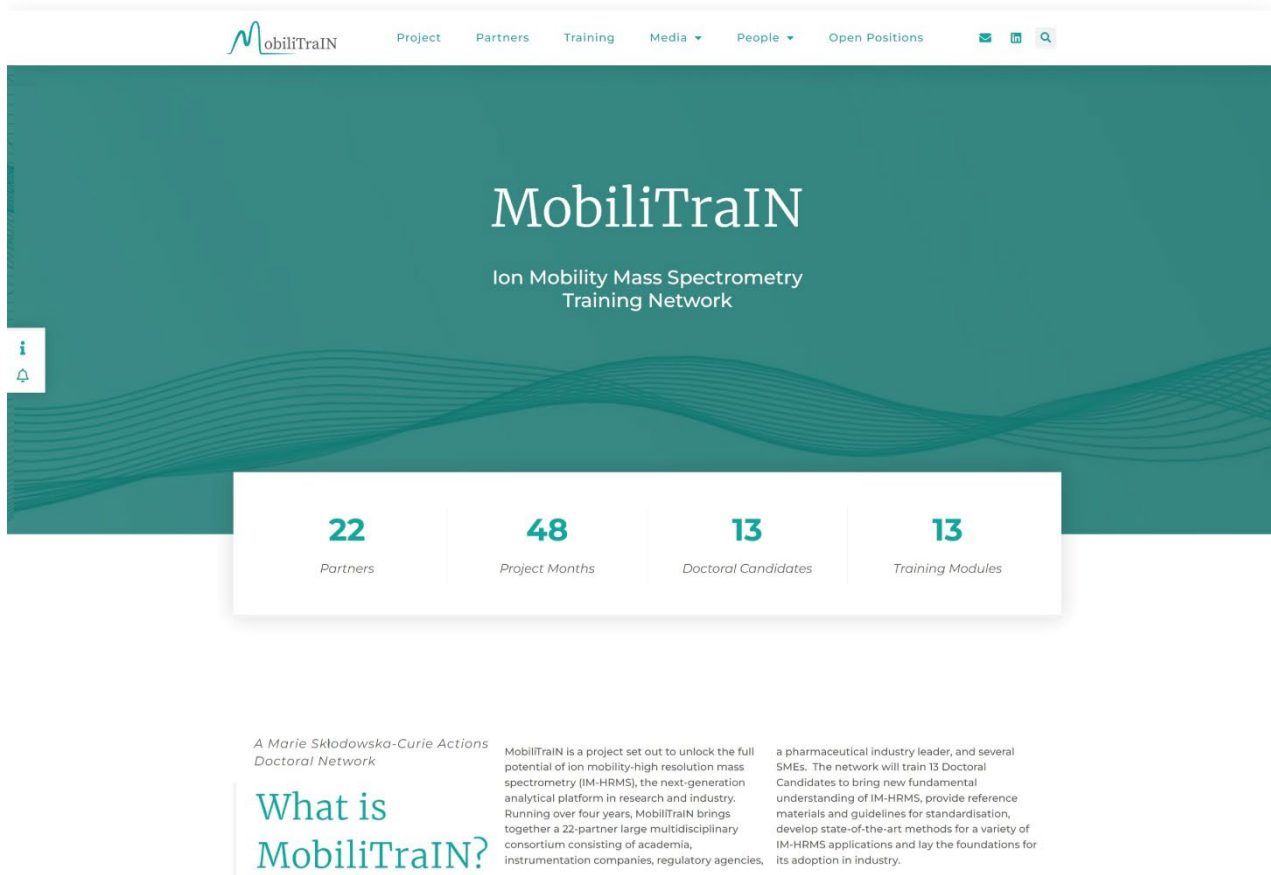 MobiliTraIN
Project Partners Training Media People Open Positions
MobiliTraIN
Ion Mobility Mass Spectrometry
Training Network
22
Partners
48
Project Months
13
Doctoral Candidates
13
Training Modules
A Marie Skłodowska-Curie Actions
Doctoral Network
What is
MobiliTraIN?
MobiliTraIN is a project set out to unlock the full
potential of ion mobility-high resolution mass
spectrometry (IM-HRMS), the next-generation
analytical platform in research and industry.
Running over four years, MobiliTraIN brings
together a 22-partner large multidisciplinary
consortium consisting of academia,
instrumentation companies, regulatory agencies,
a pharmaceutical industry leader, and several
SMEs. The network will train 13 Doctoral
Candidates to bring new fundamental
understanding of IM-HRMS, provide reference
materials and guidelines for standardisation,
develop state-of-the-art methods for a variety of
IM-HRMS applications and lay the foundations for
its adoption in industry.